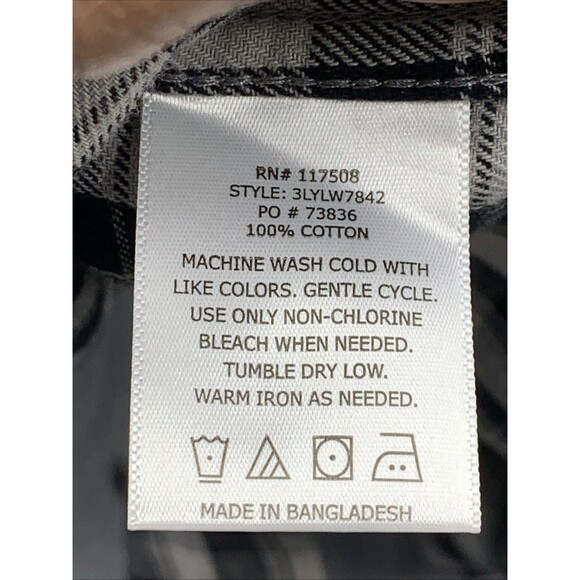 RN# 117508
STYLE: 3LYLW7842
PO # 73836
100% COTTON
MACHINE WASH COLD WITH
LIKE COLORS. GENTLE CYCLE.
USE ONLY NON-CHLORINE
BLEACH WHEN NEEDED.
TUMBLE DRY LOW.
WARM IRON AS NEEDED.
MADE IN BANGLADESH